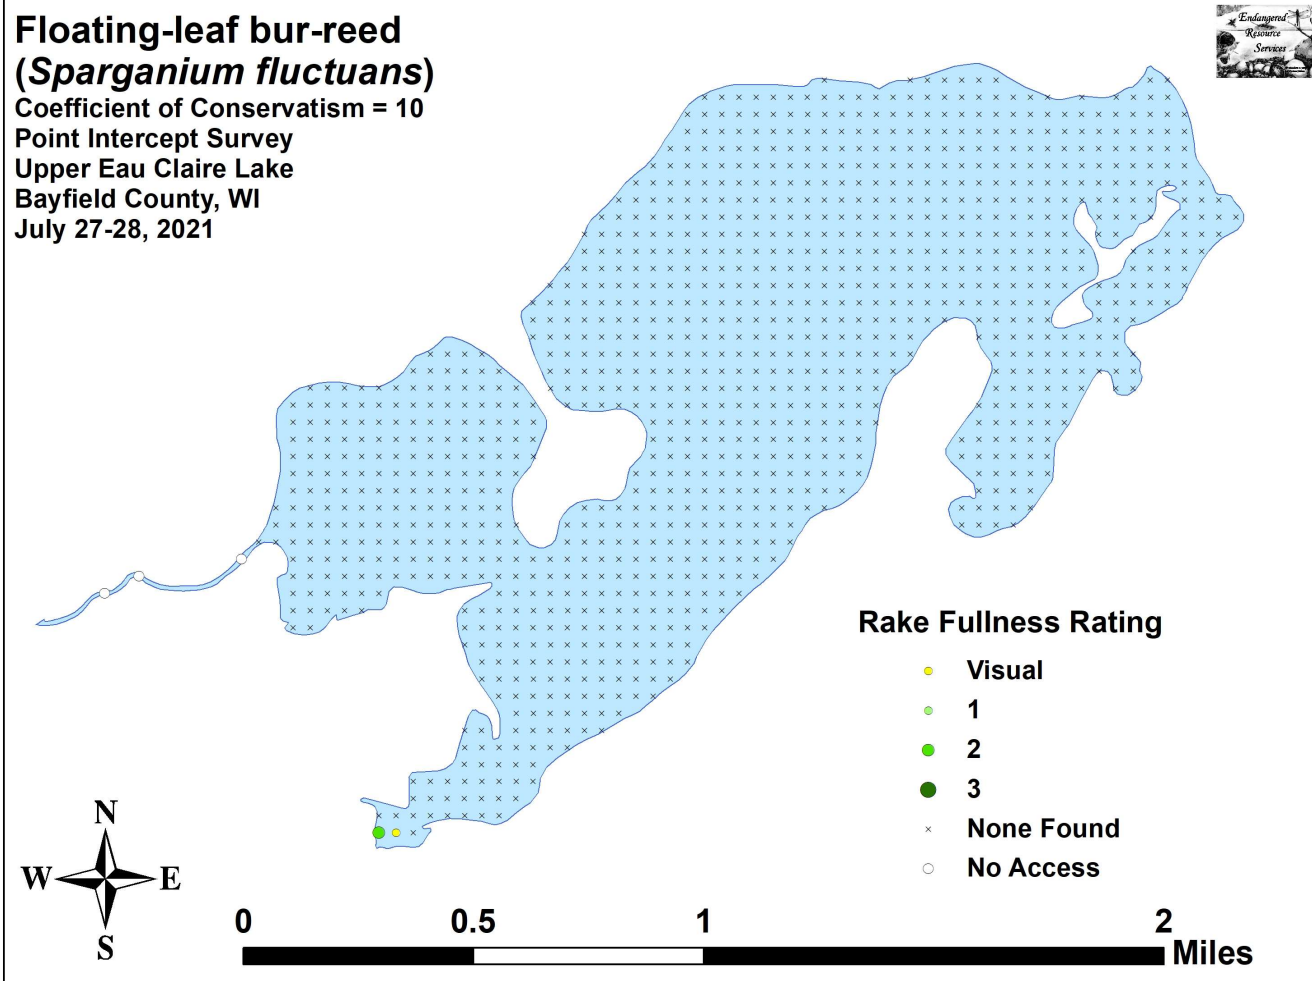 Floating-leaf bur-reed
(Sparganium fluctuans)
Coefficient of Conservatism = 10
Point Intercept Survey
Upper Eau Claire Lake
Bayfield County, WI
July 27-28, 2021
Endangered
Resource
Services
Rake Fullness Rating
Visual
1
2
3
None Found
No Access
N
W E
S
0 0.5 1 2
Miles